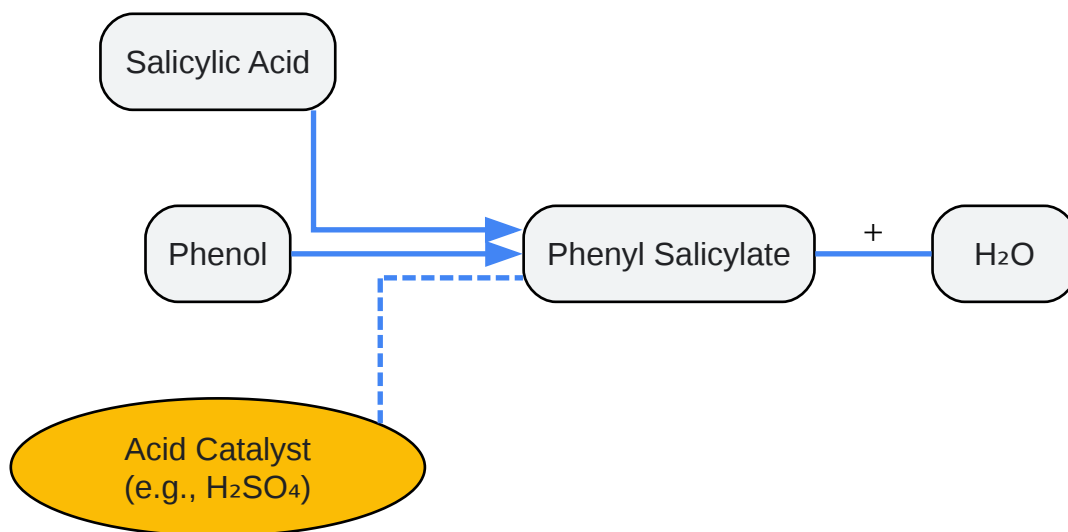 Salicylic Acid
Phenol
Phenyl Salicylate
+
H₂O
Acid Catalyst
(e.g., H₂SO₄)